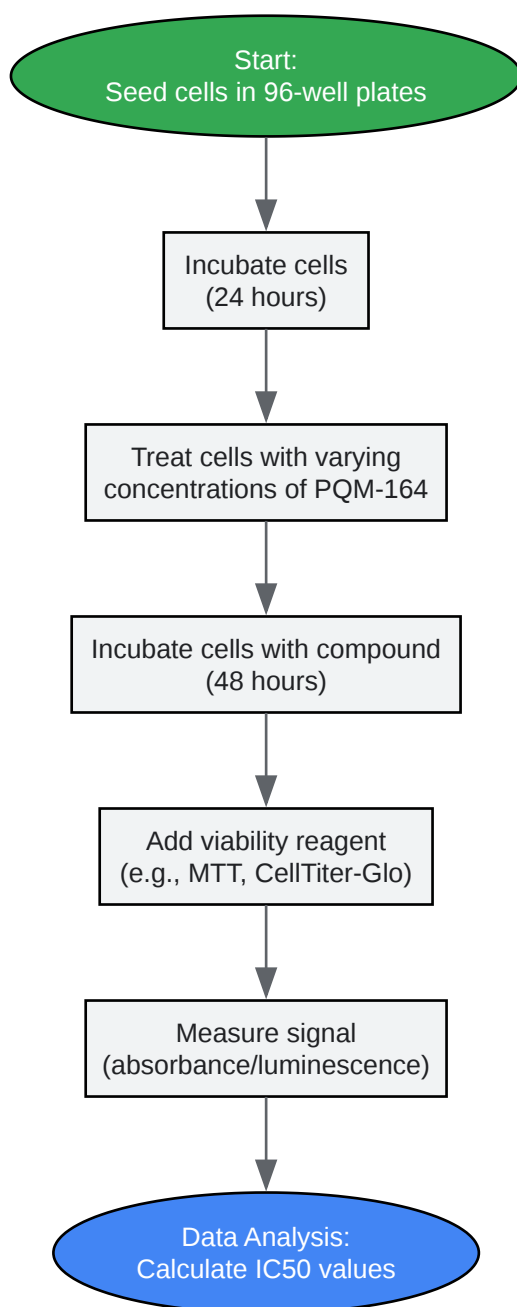 Start:
Seed cells in 96-well plates
Incubate cells
(24 hours)
Treat cells with varying
concentrations of PQM-164
Incubate cells with compound
(48 hours)
Add viability reagent
(e.g., MTT, CellTiter-Glo)
Measure signal
(absorbance/luminescence)
Data Analysis:
Calculate IC50 values